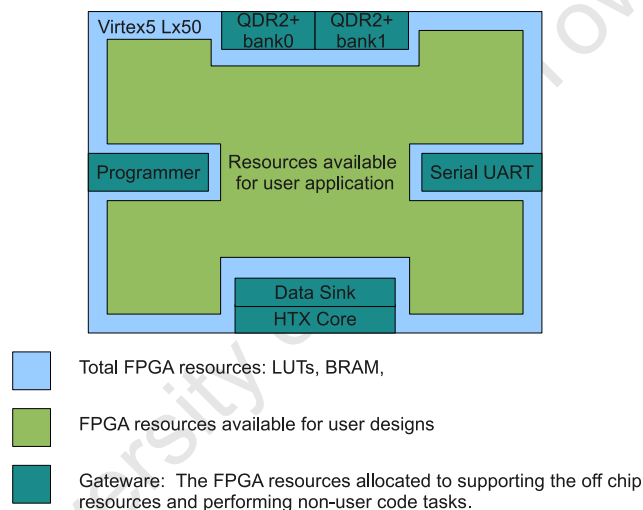 Virtex5 Lx50
QDR2+ bank0
QDR2+ bank1
Programmer
Resources available
for user application
Serial UART
Data Sink
HTX Core
Total FPGA resources: LUTs, BRAM,
FPGA resources available for user designs
Gateware: The FPGA resources allocated to supporting the off chip
resources and performing non-user code tasks.